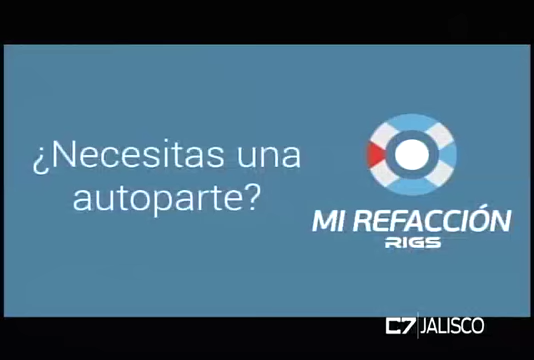 ¿Necesitas una
autoparte?
MI REFACCIÓN
RIGS
C7 JALISCO